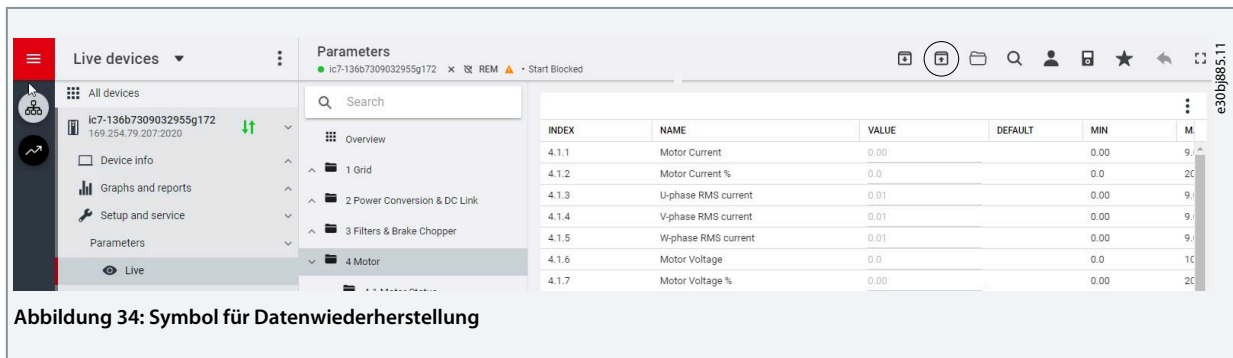 Live devices
Parameters
ic7-136b7309032955g172 REM • Start Blocked
All devices
ic7-136b7309032955g172
169.254.79.207:2020
Device info
Graphs and reports
Setup and service
Parameters
Live
Search
Overview
1 Grid
2 Power Conversion & DC Link
3 Filters & Brake Chopper
4 Motor
INDEX NAME VALUE DEFAULT MIN
4.1.1 Motor Current 0.00 0.00
4.1.2 Motor Current % 0.0 0.0
4.1.3 U-phase RMS current 0.01 0.00
4.1.4 V-phase RMS current 0.01 0.00
4.1.5 W-phase RMS current 0.01 0.00
4.1.6 Motor Voltage 0.0 0.0
4.1.7 Motor Voltage % 0.00 0.00
e30bj885.11
Abbildung 34: Symbol für Datenwiederherstellung